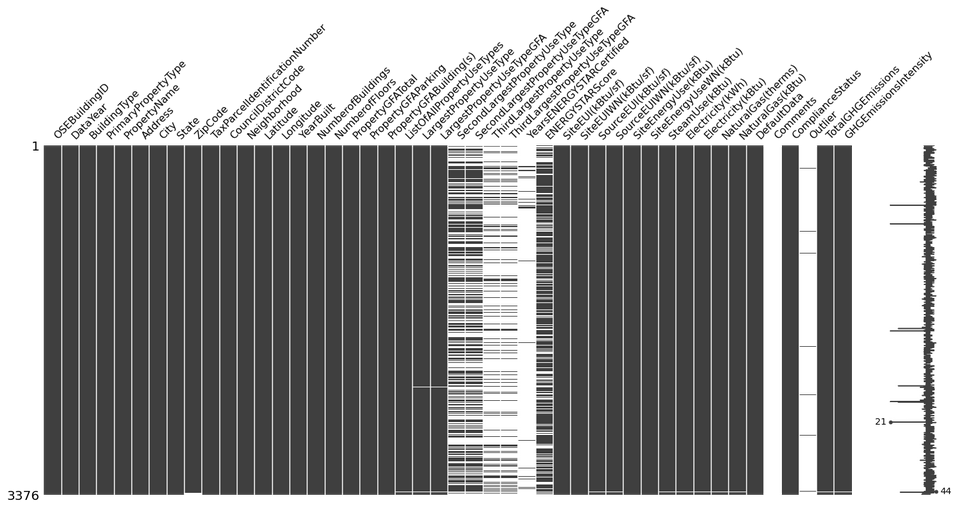 OSEBuildingID
DataYear
BuildingType
PrimaryPropertyType
PropertyName
Address
City
State
ZipCode
TaxParcelIdentificationNumber
CouncilDistrictCode
Neighborhood
Latitude
Longitude
YearBuilt
NumberofBuildings
NumberofFloors
PropertyGFATotal
PropertyGFAParking
PropertyGFABuilding(s)
ListOfAllPropertyUseTypes
LargestPropertyUseType
LargestPropertyUseTypeGFA
SecondLargestPropertyUseType
SecondLargestPropertyUseTypeGFA
ThirdLargestPropertyUseType
ThirdLargestPropertyUseTypeGFA
YearsENERGYSTARCertified
ENERGYSTARScore
SiteEUI(kBtu/sf)
SiteEUIWN(kBtu/sf)
SourceEUI(kBtu/sf)
SourceEUIWN(kBtu/sf)
SiteEnergyUse(kBtu)
SiteEnergyUseWN(kBtu)
SteamUse(kBtu)
Electricity(kWh)
Electricity(kBtu)
NaturalGas(therms)
NaturalGas(kBtu)
DefaultData
Comments
ComplianceStatus
Outlier
TotalGHGEmissions
GHGEmissionsIntensity
1
21
3376
44